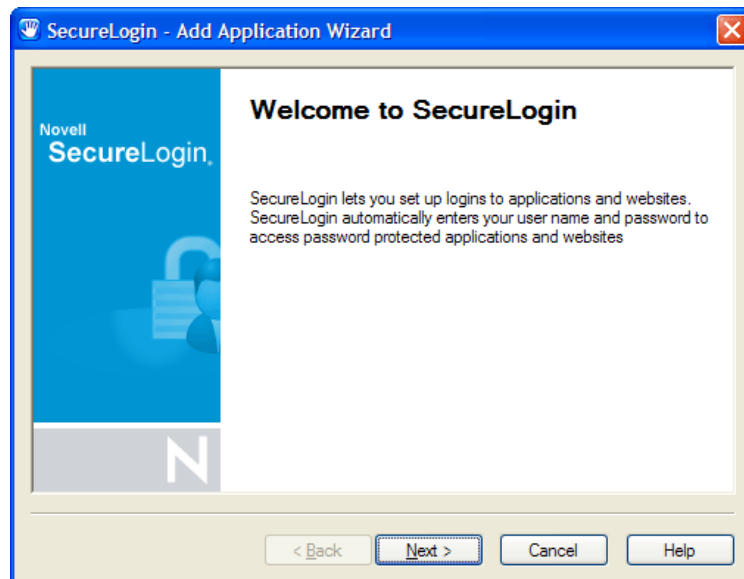 SecureLogin - Add Application Wizard
Novell
SecureLogin.
Welcome to SecureLogin
SecureLogin lets you set up logins to applications and websites.
SecureLogin automatically enters your user name and password to
access password protected applications and websites
N
< Back
Next >
Cancel
Help